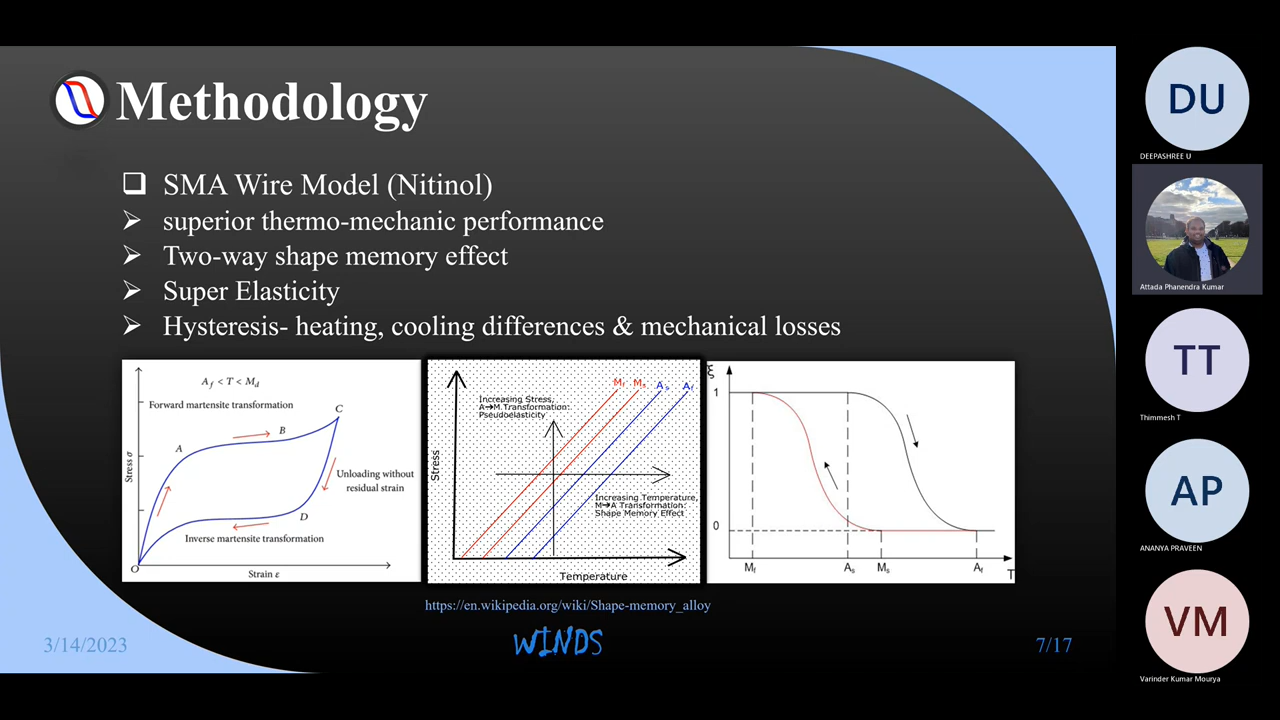 Methodology
❑ SMA Wire Model (Nitinol)
➢ superior thermo-mechanic performance
➢ Two-way shape memory effect
➢ Super Elasticity
➢ Hysteresis- heating, cooling differences & mechanical losses
A_f < T < M_d
Forward martensite transformation
C
B
A
Stress σ
Unloading without
residual strain
D
Inverse martensite transformation
O
Strain ε
M_f M_s A_s A_f
Increasing Stress,
A➔M Transformation:
Pseudoelasticity
Stress
Increasing Temperature,
M➔A Transformation:
Shape Memory Effect
Temperature
ξ
1
0
M_f A_s M_s A_f T
https://en.wikipedia.org/wiki/Shape-memory_alloy
3/14/2023
WINDS
7/17
DU
DEEPASHREE U
Attada Phanendra Kumar
TT
Thimmesh T
AP
ANANYA PRAVEEN
VM
Varinder Kumar Mourya